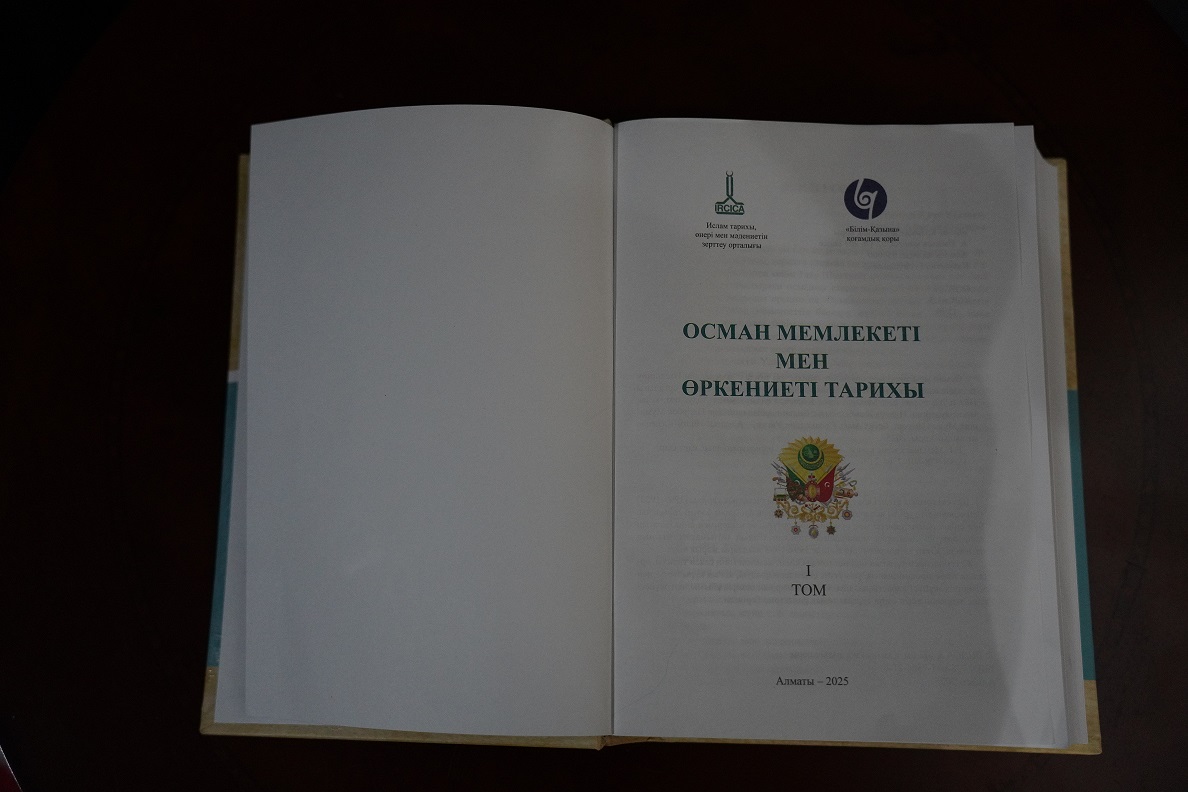 IRCICA
Ислам тарихы,
өнері мен мәдениетін
зерттеу орталығы
«Білім-Қазына»
қоғамдық қоры
ОСМАН МЕМЛЕКЕТІ
МЕН
ӨРКЕНИЕТІ ТАРИХЫ
I
ТОМ
Алматы – 2025